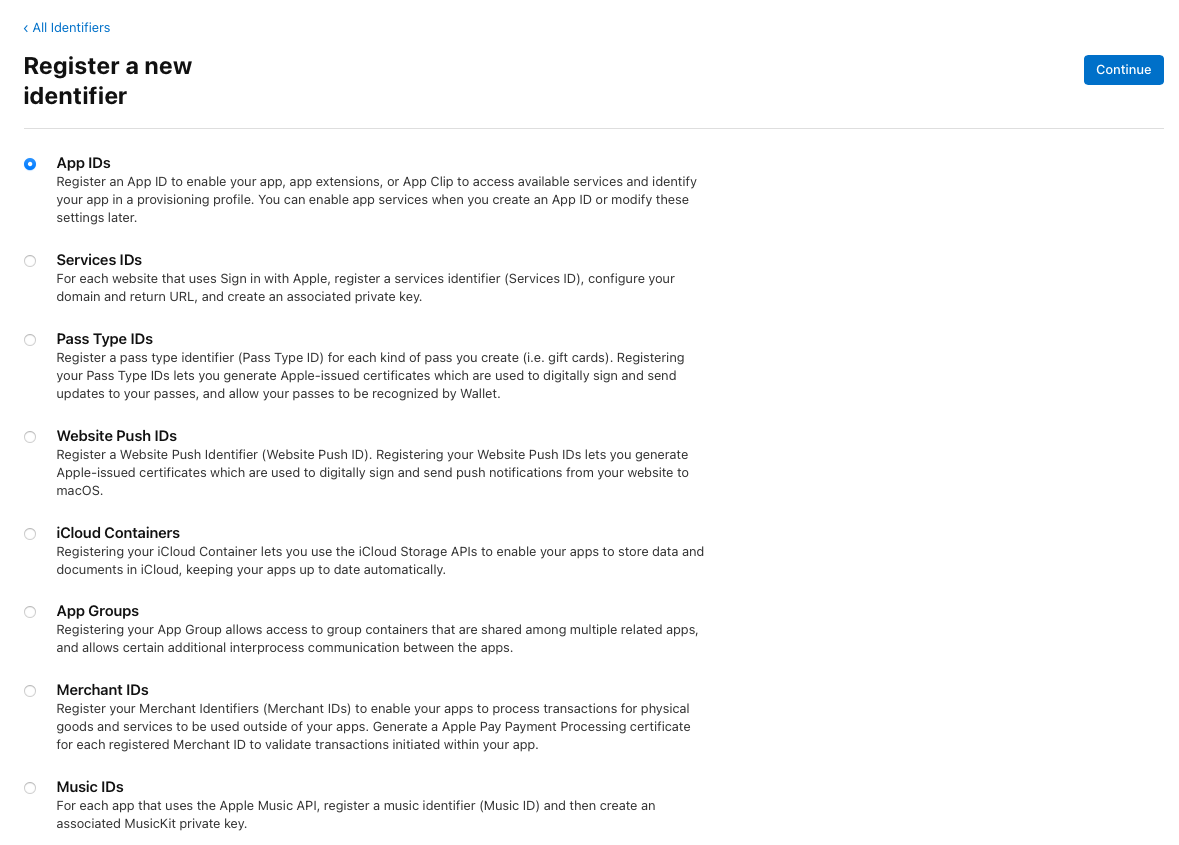 ‹ All Identifiers
Register a new
identifier
Continue
App IDs
Register an App ID to enable your app, app extensions, or App Clip to access available services and identify
your app in a provisioning profile. You can enable app services when you create an App ID or modify these
settings later.
Services IDs
For each website that uses Sign in with Apple, register a services identifier (Services ID), configure your
domain and return URL, and create an associated private key.
Pass Type IDs
Register a pass type identifier (Pass Type ID) for each kind of pass you create (i.e. gift cards). Registering
your Pass Type IDs lets you generate Apple-issued certificates which are used to digitally sign and send
updates to your passes, and allow your passes to be recognized by Wallet.
Website Push IDs
Register a Website Push Identifier (Website Push ID). Registering your Website Push IDs lets you generate
Apple-issued certificates which are used to digitally sign and send push notifications from your website to
macOS.
iCloud Containers
Registering your iCloud Container lets you use the iCloud Storage APIs to enable your apps to store data and
documents in iCloud, keeping your apps up to date automatically.
App Groups
Registering your App Group allows access to group containers that are shared among multiple related apps,
and allows certain additional interprocess communication between the apps.
Merchant IDs
Register your Merchant Identifiers (Merchant IDs) to enable your apps to process transactions for physical
goods and services to be used outside of your apps. Generate a Apple Pay Payment Processing certificate
for each registered Merchant ID to validate transactions initiated within your app.
Music IDs
For each app that uses the Apple Music API, register a music identifier (Music ID) and then create an
associated MusicKit private key.